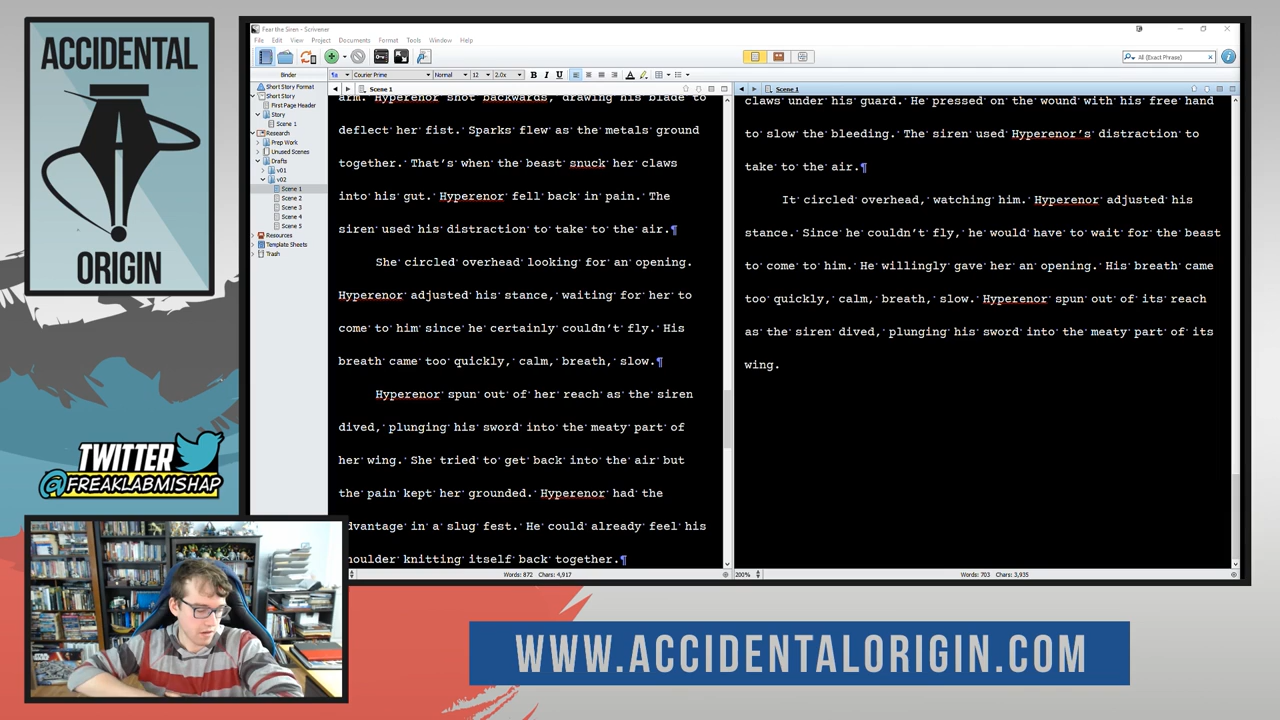 ACCIDENTAL
ORIGIN
TWITTER
@FREAKLABMISHAP
Fear the Siren - Scrivener
File Edit View Project Documents Format Tools Window Help
All (Exact Phrase)
Binder
Courier Prime Normal 12 2.0x B I U A
Short Story Format
Short Story
First Page Header
Story
Scene 1
Research
Prep Work
Unused Scenes
Drafts
v01
v02
Scene 1
Scene 2
Scene 3
Scene 4
Scene 5
Resources
Template Sheets
Trash
Scene 1
arm. Hyperenor shot backwards, drawing his blade to
deflect her fist. Sparks flew as the metals ground
together. That’s when the beast snuck her claws
into his gut. Hyperenor fell back in pain. The
siren used his distraction to take to the air.¶
She circled overhead looking for an opening.
Hyperenor adjusted his stance, waiting for her to
come to him since he certainly couldn’t fly. His
breath came too quickly, calm, breath, slow.¶
Hyperenor spun out of her reach as the siren
dived, plunging his sword into the meaty part of
her wing. She tried to get back into the air but
the pain kept her grounded. Hyperenor had the
advantage in a slug fest. He could already feel his
shoulder knitting itself back together.¶
Words: 872 Chars: 4,917
Scene 1
claws under his guard. He pressed on the wound with his free hand
to slow the bleeding. The siren used Hyperenor’s distraction to
take to the air.¶
It circled overhead, watching him. Hyperenor adjusted his
stance. Since he couldn’t fly, he would have to wait for the beast
to come to him. He willingly gave her an opening. His breath came
too quickly, calm, breath, slow. Hyperenor spun out of its reach
as the siren dived, plunging his sword into the meaty part of its
wing.
200% Words: 703 Chars: 3,935
WWW.ACCIDENTALORIGIN.COM